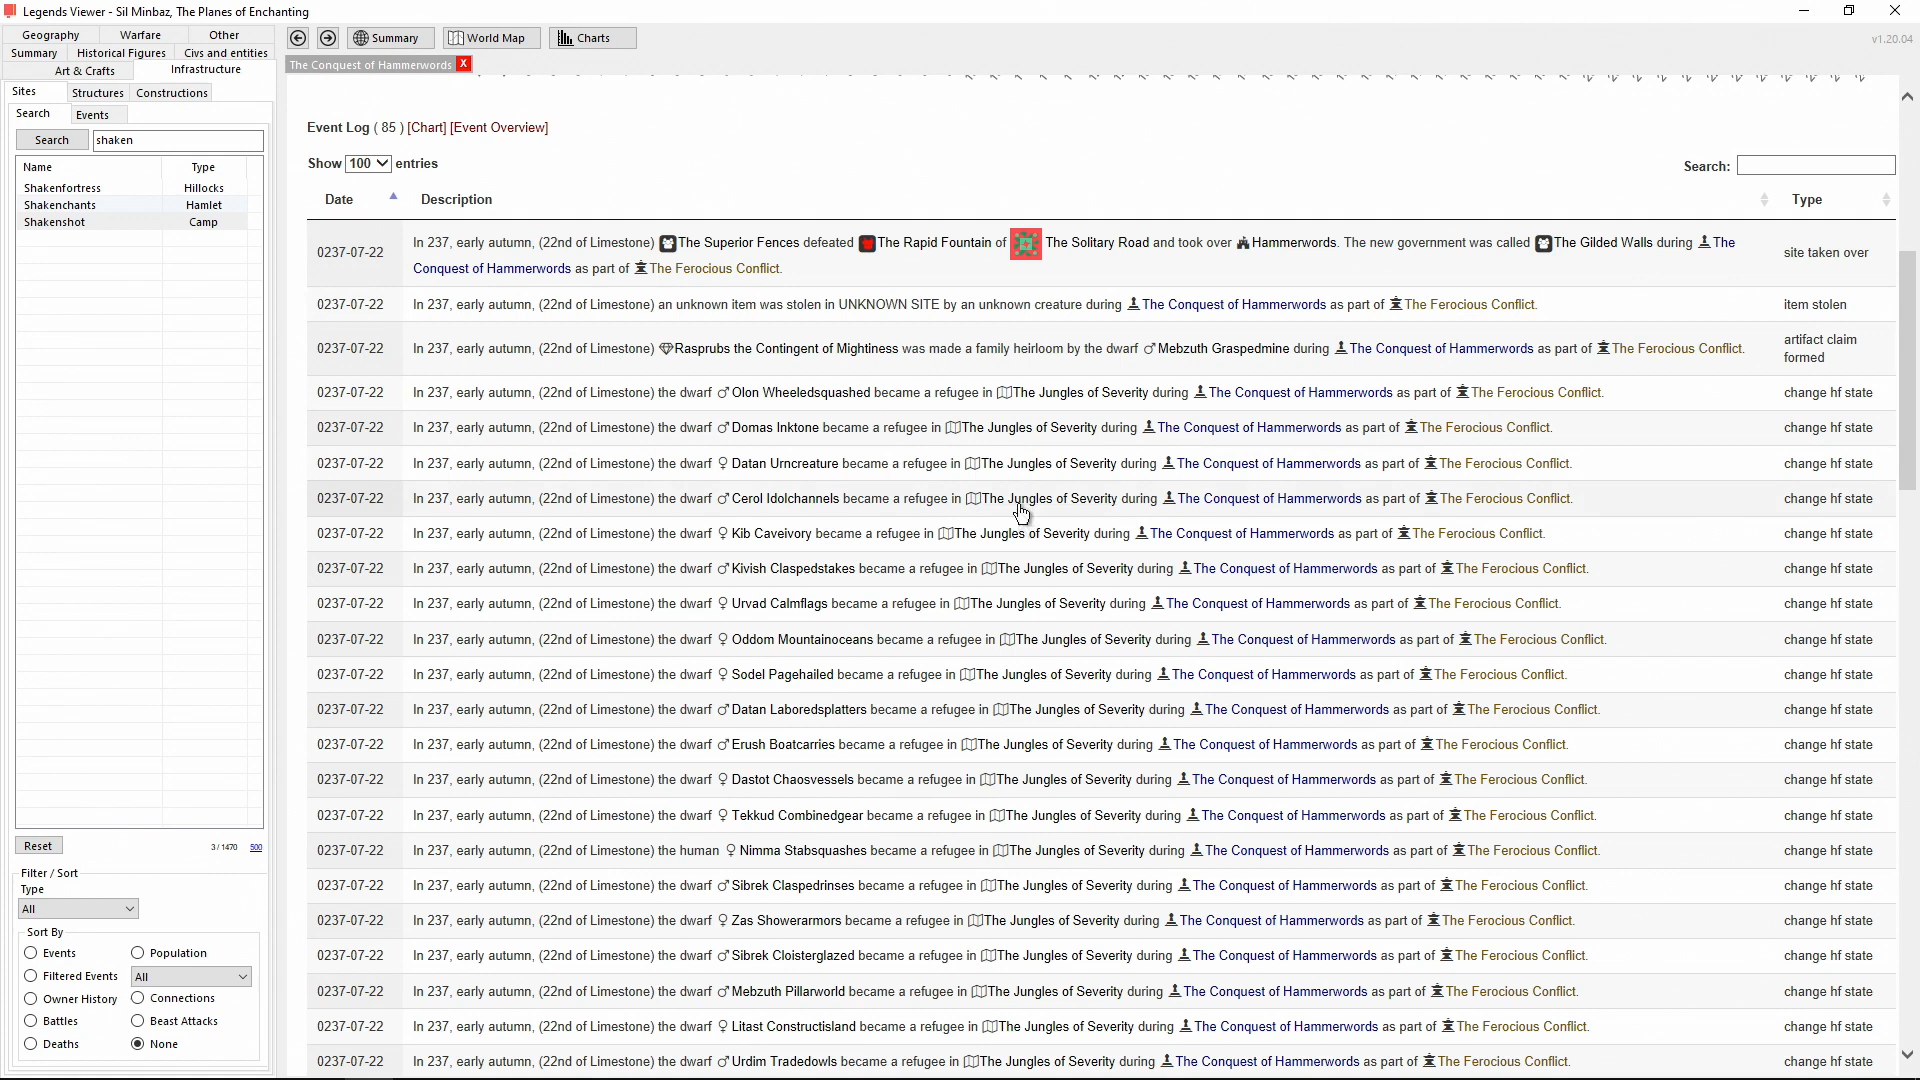 Legends Viewer - Sil Minbaz, The Planes of Enchanting
Geography Warfare Other
Summary Historical Figures Civs and entities
Art & Crafts Infrastructure
Sites Structures Constructions
Search Events
Search shaken
Name Type
Shakenfortress Hillocks
Shakenchants Hamlet
Shakenshot Camp
Reset 3 / 1470 500
Filter / Sort
Type
All
Sort By
Events Population
Filtered Events All
Owner History Connections
Battles Beast Attacks
Deaths None
Summary World Map Charts
v1.20.04
The Conquest of Hammerwords X
Event Log ( 85 ) [Chart] [Event Overview]
Show 100 entries
Search:
Date Description Type
0237-07-22 In 237, early autumn, (22nd of Limestone) The Superior Fences defeated The Rapid Fountain of The Solitary Road and took over Hammerwords. The new government was called The Gilded Walls during The
Conquest of Hammerwords as part of The Ferocious Conflict. site taken over
0237-07-22 In 237, early autumn, (22nd of Limestone) an unknown item was stolen in UNKNOWN SITE by an unknown creature during The Conquest of Hammerwords as part of The Ferocious Conflict. item stolen
0237-07-22 In 237, early autumn, (22nd of Limestone) Rasprubs the Contingent of Mightiness was made a family heirloom by the dwarf ♂ Mebzuth Graspedmine during The Conquest of Hammerwords as part of The Ferocious Conflict. artifact claim
formed
0237-07-22 In 237, early autumn, (22nd of Limestone) the dwarf ♂ Olon Wheeledsquashed became a refugee in The Jungles of Severity during The Conquest of Hammerwords as part of The Ferocious Conflict. change hf state
0237-07-22 In 237, early autumn, (22nd of Limestone) the dwarf ♂ Domas Inktone became a refugee in The Jungles of Severity during The Conquest of Hammerwords as part of The Ferocious Conflict. change hf state
0237-07-22 In 237, early autumn, (22nd of Limestone) the dwarf ♀ Datan Urncreature became a refugee in The Jungles of Severity during The Conquest of Hammerwords as part of The Ferocious Conflict. change hf state
0237-07-22 In 237, early autumn, (22nd of Limestone) the dwarf ♂ Cerol Idolchannels became a refugee in The Jungles of Severity during The Conquest of Hammerwords as part of The Ferocious Conflict. change hf state
0237-07-22 In 237, early autumn, (22nd of Limestone) the dwarf ♀ Kib Caveivory became a refugee in The Jungles of Severity during The Conquest of Hammerwords as part of The Ferocious Conflict. change hf state
0237-07-22 In 237, early autumn, (22nd of Limestone) the dwarf ♂ Kivish Claspedstakes became a refugee in The Jungles of Severity during The Conquest of Hammerwords as part of The Ferocious Conflict. change hf state
0237-07-22 In 237, early autumn, (22nd of Limestone) the dwarf ♀ Urvad Calmflags became a refugee in The Jungles of Severity during The Conquest of Hammerwords as part of The Ferocious Conflict. change hf state
0237-07-22 In 237, early autumn, (22nd of Limestone) the dwarf ♀ Oddom Mountainoceans became a refugee in The Jungles of Severity during The Conquest of Hammerwords as part of The Ferocious Conflict. change hf state
0237-07-22 In 237, early autumn, (22nd of Limestone) the dwarf ♀ Sodel Pagehailed became a refugee in The Jungles of Severity during The Conquest of Hammerwords as part of The Ferocious Conflict. change hf state
0237-07-22 In 237, early autumn, (22nd of Limestone) the dwarf ♂ Datan Laboredsplatters became a refugee in The Jungles of Severity during The Conquest of Hammerwords as part of The Ferocious Conflict. change hf state
0237-07-22 In 237, early autumn, (22nd of Limestone) the dwarf ♂ Erush Boatcarries became a refugee in The Jungles of Severity during The Conquest of Hammerwords as part of The Ferocious Conflict. change hf state
0237-07-22 In 237, early autumn, (22nd of Limestone) the dwarf ♀ Dastot Chaosvessels became a refugee in The Jungles of Severity during The Conquest of Hammerwords as part of The Ferocious Conflict. change hf state
0237-07-22 In 237, early autumn, (22nd of Limestone) the dwarf ♀ Tekkud Combinedgear became a refugee in The Jungles of Severity during The Conquest of Hammerwords as part of The Ferocious Conflict. change hf state
0237-07-22 In 237, early autumn, (22nd of Limestone) the human ♀ Nimma Stabsquashes became a refugee in The Jungles of Severity during The Conquest of Hammerwords as part of The Ferocious Conflict. change hf state
0237-07-22 In 237, early autumn, (22nd of Limestone) the dwarf ♂ Sibrek Claspedrinses became a refugee in The Jungles of Severity during The Conquest of Hammerwords as part of The Ferocious Conflict. change hf state
0237-07-22 In 237, early autumn, (22nd of Limestone) the dwarf ♀ Zas Showerarmors became a refugee in The Jungles of Severity during The Conquest of Hammerwords as part of The Ferocious Conflict. change hf state
0237-07-22 In 237, early autumn, (22nd of Limestone) the dwarf ♂ Sibrek Cloisterglazed became a refugee in The Jungles of Severity during The Conquest of Hammerwords as part of The Ferocious Conflict. change hf state
0237-07-22 In 237, early autumn, (22nd of Limestone) the dwarf ♂ Mebzuth Pillarworld became a refugee in The Jungles of Severity during The Conquest of Hammerwords as part of The Ferocious Conflict. change hf state
0237-07-22 In 237, early autumn, (22nd of Limestone) the dwarf ♀ Litast Constructisland became a refugee in The Jungles of Severity during The Conquest of Hammerwords as part of The Ferocious Conflict. change hf state
0237-07-22 In 237, early autumn, (22nd of Limestone) the dwarf ♂ Urdim Tradedowls became a refugee in The Jungles of Severity during The Conquest of Hammerwords as part of The Ferocious Conflict. change hf state